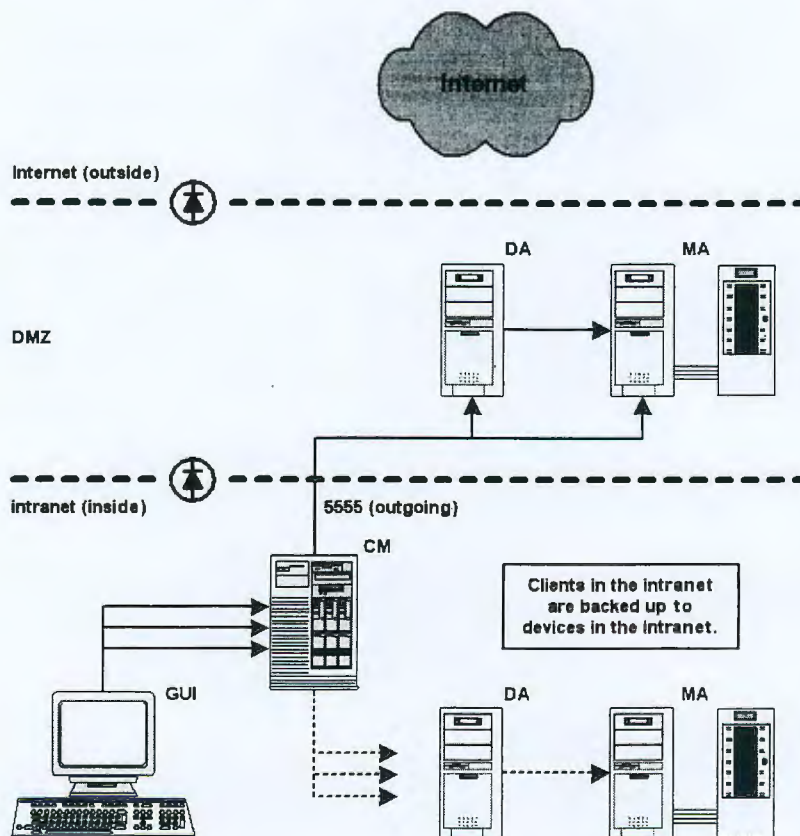 Internet
Internet (outside)
DA
MA
DMZ
intranet (inside)
5555 (outgoing)
CM
Clients in the intranet
are backed up to
devices in the intranet.
GUI
DA
MA